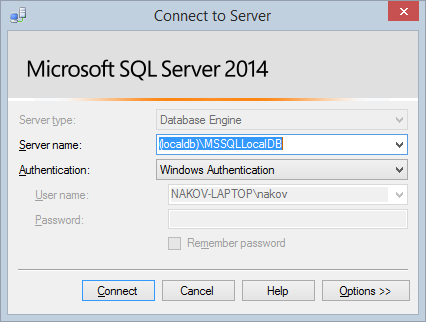 Connect to Server
Microsoft SQL Server 2014
Server type: Database Engine
Server name: (localdb)\MSSQLLocalDB
Authentication: Windows Authentication
User name: NAKOV-LAPTOP\nakov
Password:
Remember password
Connect Cancel Help Options >>